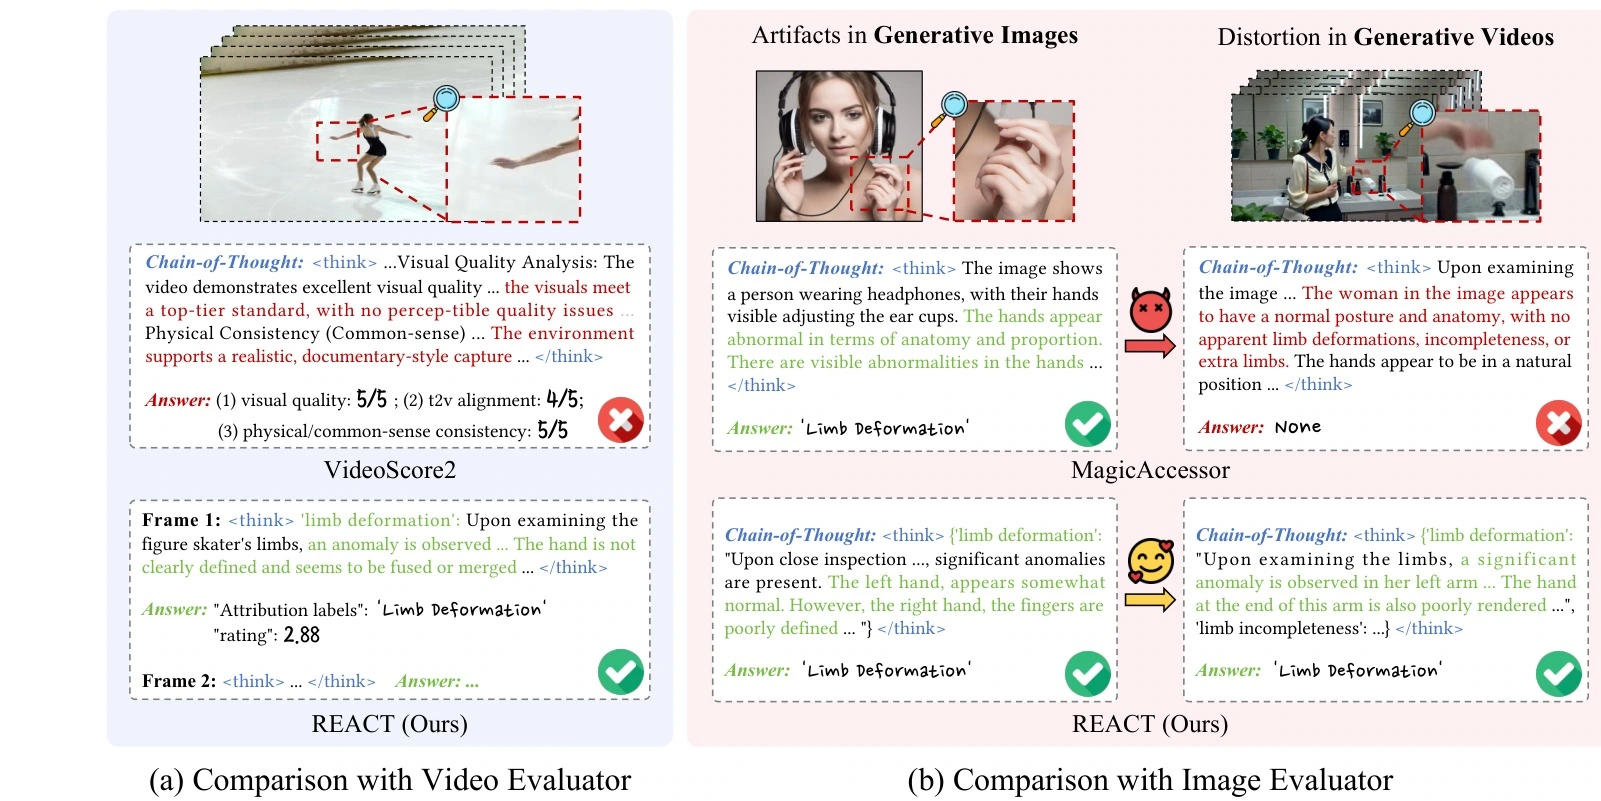 Chain-of-Thought: <think> ...Visual Quality Analysis: The
video demonstrates excellent visual quality ... the visuals meet
a top-tier standard, with no percep-tible quality issues ...
Physical Consistency (Common-sense) ... The environment
supports a realistic, documentary-style capture ... </think>
Answer: (1) visual quality: 5/5 ; (2) t2v alignment: 4/5;
(3) physical/common-sense consistency: 5/5
VideoScore2
Frame 1: <think> 'limb deformation': Upon examining the
figure skater's limbs, an anomaly is observed ... The hand is not
clearly defined and seems to be fused or merged ... </think>
Answer: "Attribution labels": 'Limb Deformation'
"rating": 2.88
Frame 2: <think> ... </think> Answer: ...
REACT (Ours)
(a) Comparison with Video Evaluator
Artifacts in Generative Images
Distortion in Generative Videos
Chain-of-Thought: <think> The image shows
a person wearing headphones, with their hands
visible adjusting the ear cups. The hands appear
abnormal in terms of anatomy and proportion.
There are visible abnormalities in the hands ...
</think>
Answer: 'Limb Deformation'
Chain-of-Thought: <think> Upon examining
the image ... The woman in the image appears
to have a normal posture and anatomy, with no
apparent limb deformations, incompleteness, or
extra limbs. The hands appear to be in a natural
position ... </think>
Answer: None
MagicAccessor
Chain-of-Thought: <think> {'limb deformation':
"Upon close inspection ..., significant anomalies
are present. The left hand, appears somewhat
normal. However, the right hand, the fingers are
poorly defined ... "} </think>
Answer: 'Limb Deformation'
Chain-of-Thought: <think> {'limb deformation':
"Upon examining the limbs, a significant
anomaly is observed in her left arm ... The hand
at the end of this arm is also poorly rendered ...",
'limb incompleteness': ...} </think>
Answer: 'Limb Deformation'
REACT (Ours)
(b) Comparison with Image Evaluator